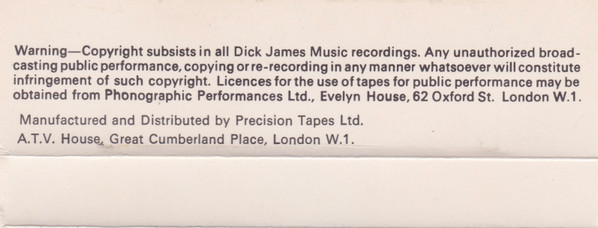 Warning—Copyright subsists in all Dick James Music recordings. Any unauthorized broad-
casting public performance, copying or re-recording in any manner whatsoever will constitute
infringement of such copyright. Licences for the use of tapes for public performance may be
obtained from Phonographic Performances Ltd., Evelyn House, 62 Oxford St. London W.1.
Manufactured and Distributed by Precision Tapes Ltd.
A.T.V. House, Great Cumberland Place, London W.1.